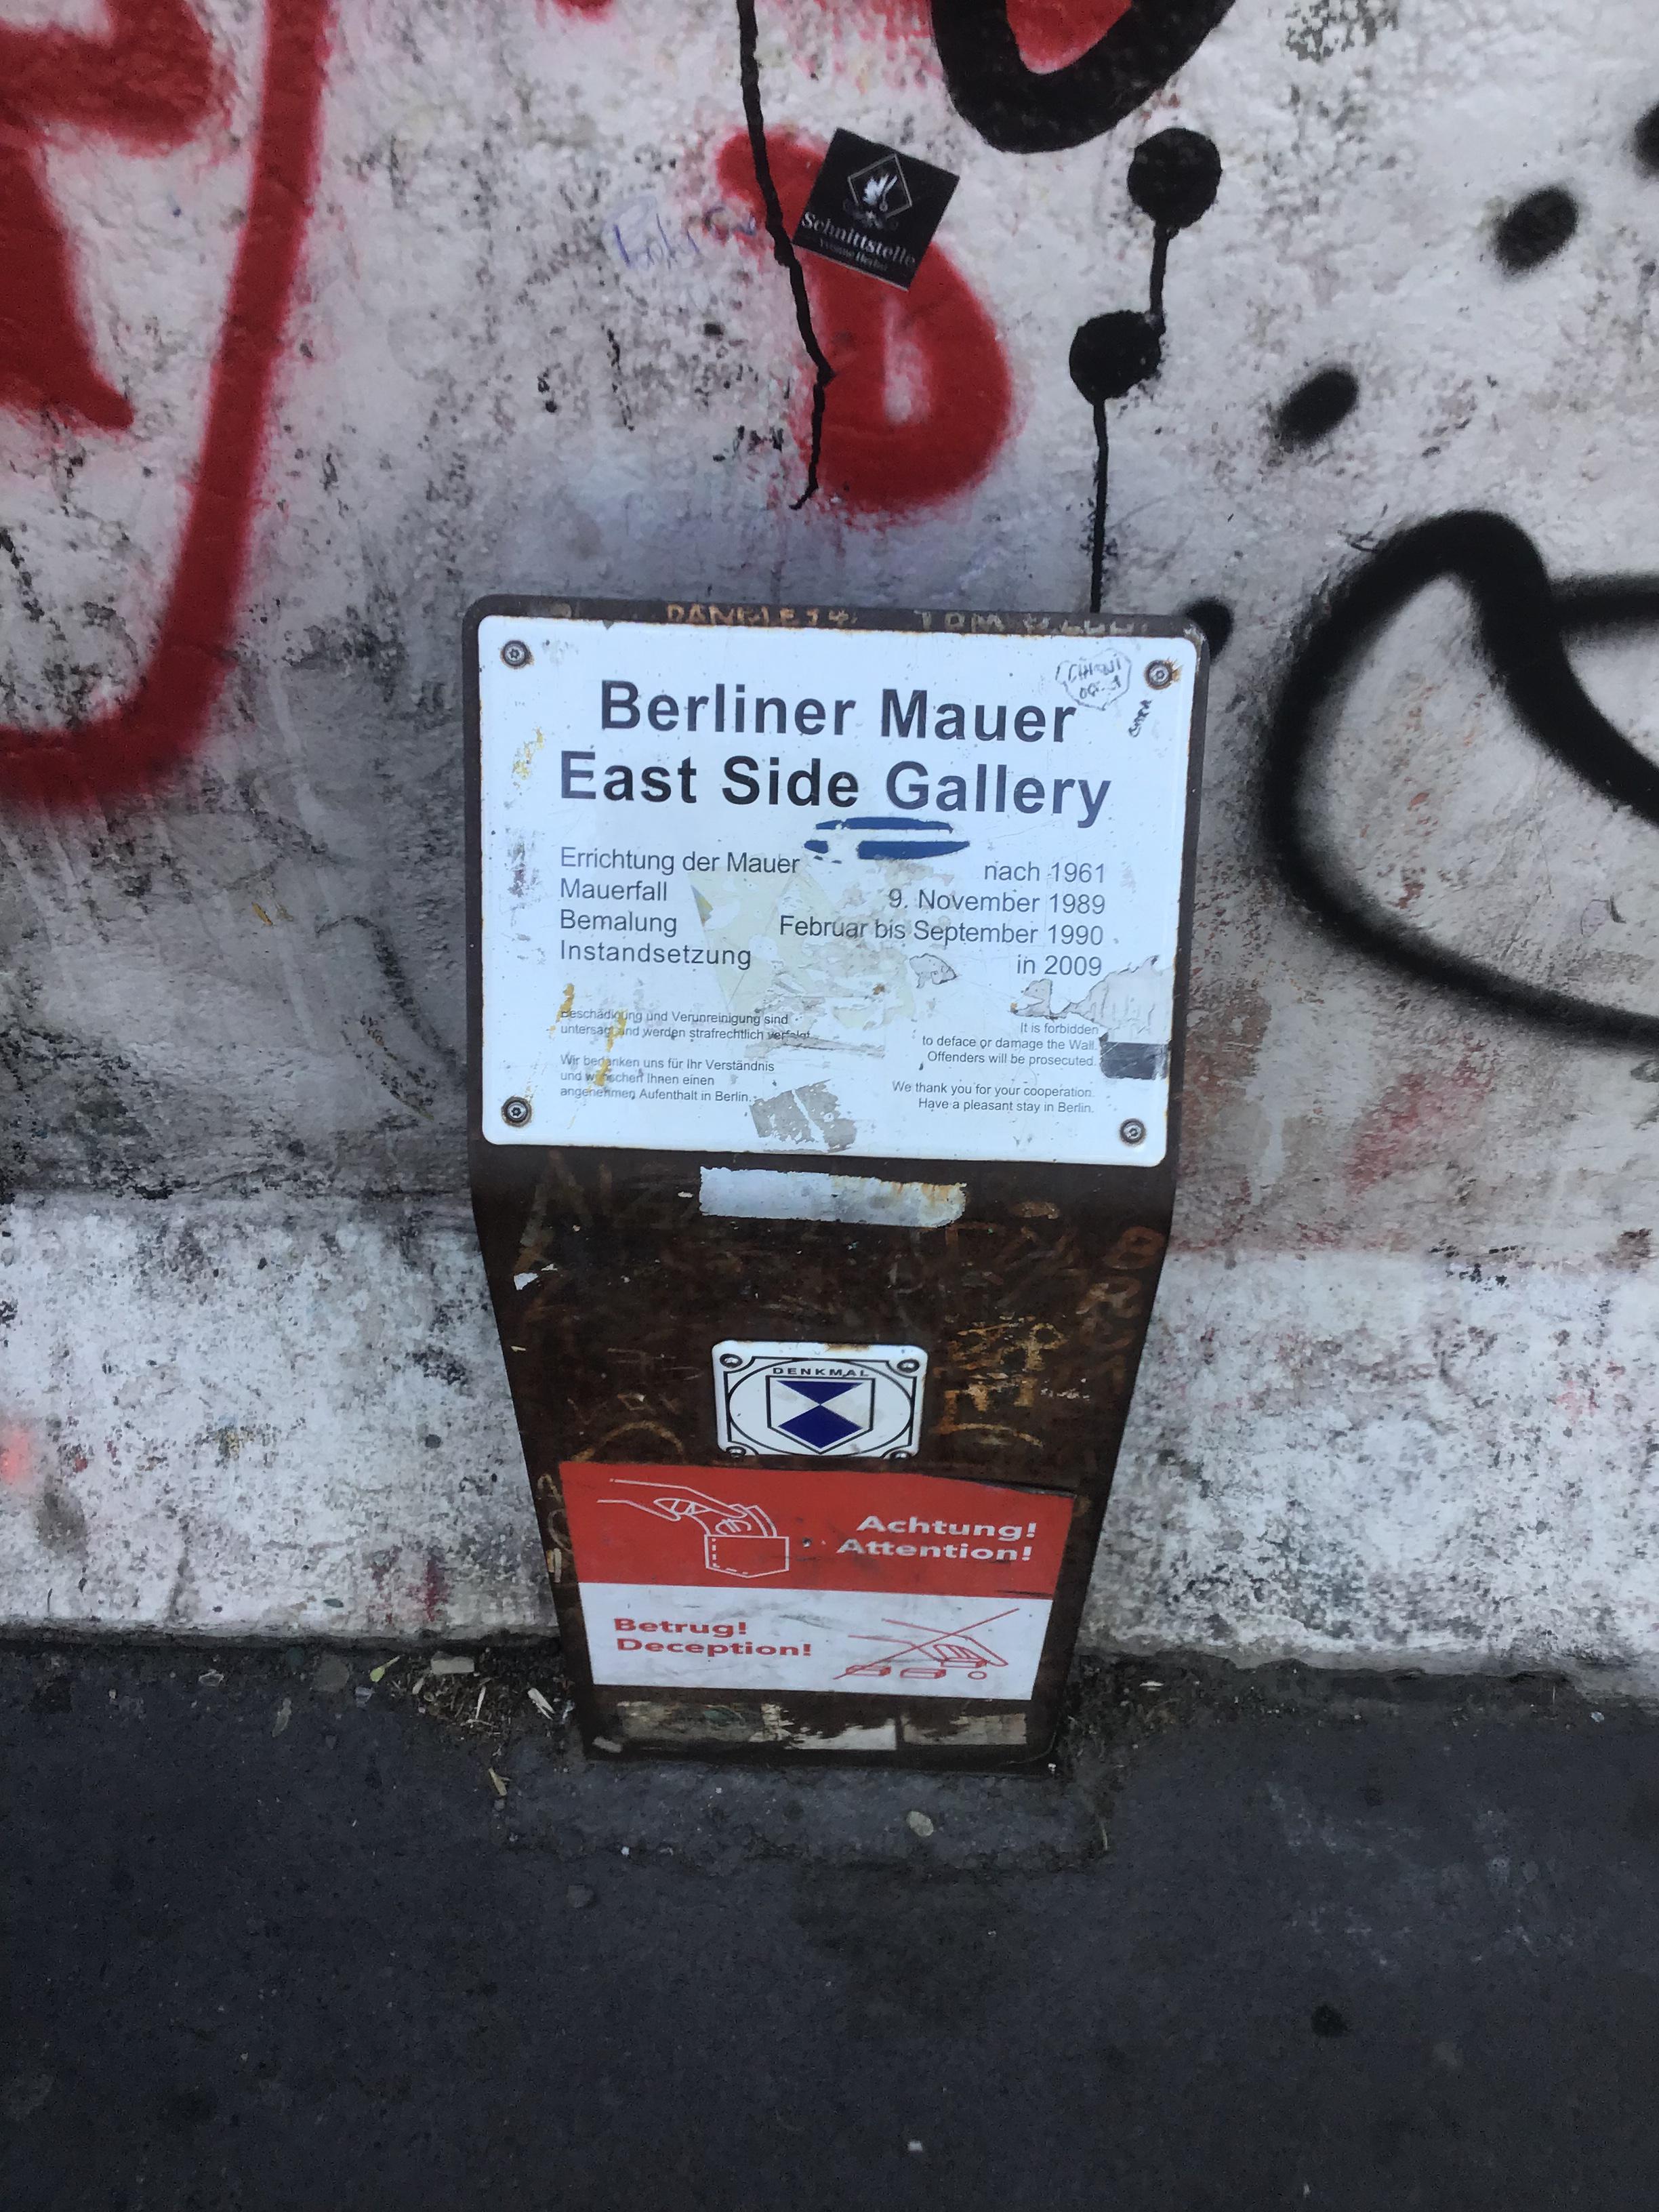 Schnittstelle
Berliner Mauer
East Side Gallery
Errichtung der Mauer nach 1961
Mauerfall 9. November 1989
Bemalung Februar bis September 1990
Instandsetzung in 2009
Beschädigung und Verunreinigung sind
untersagt und werden strafrechtlich verfolgt.
Wir bedanken uns für Ihr Verständnis
und wünschen Ihnen einen
angenehmen Aufenthalt in Berlin.
It is forbidden
to deface or damage the Wall.
Offenders will be prosecuted.
We thank you for your cooperation.
Have a pleasant stay in Berlin.
DENKMAL
Achtung!
Attention!
Betrug!
Deception!